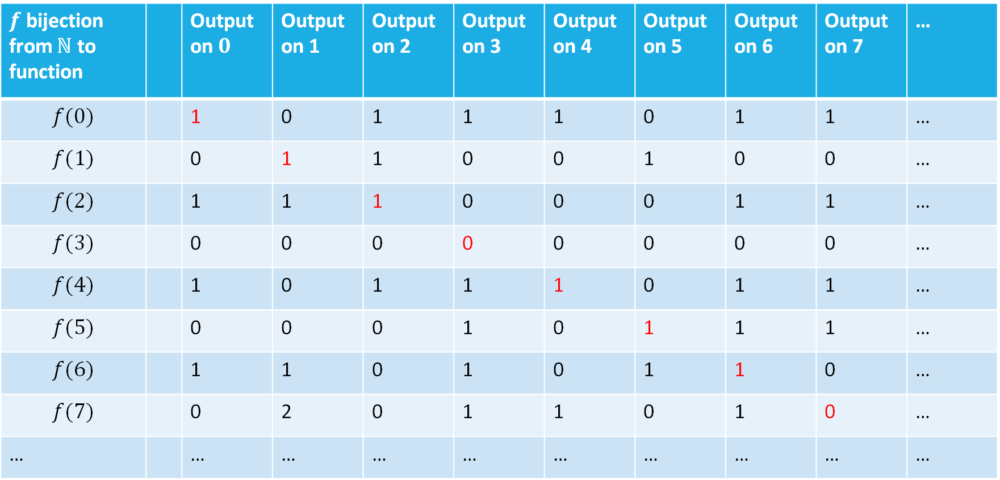 𝒇 bijection from ℕ to function Output on 0 Output on 1 Output on 2 Output on 3 Output on 4 Output on 5 Output on 6 Output on 7 …
𝑓(0) 1 0 1 1 1 0 1 1 …
𝑓(1) 0 1 1 0 0 1 0 0 …
𝑓(2) 1 1 1 0 0 0 1 1 …
𝑓(3) 0 0 0 0 0 0 0 0 …
𝑓(4) 1 0 1 1 1 0 1 1 …
𝑓(5) 0 0 0 1 0 1 1 1 …
𝑓(6) 1 1 0 1 0 1 1 0 …
𝑓(7) 0 2 0 1 1 0 1 0 …
… … … … … … … … … …